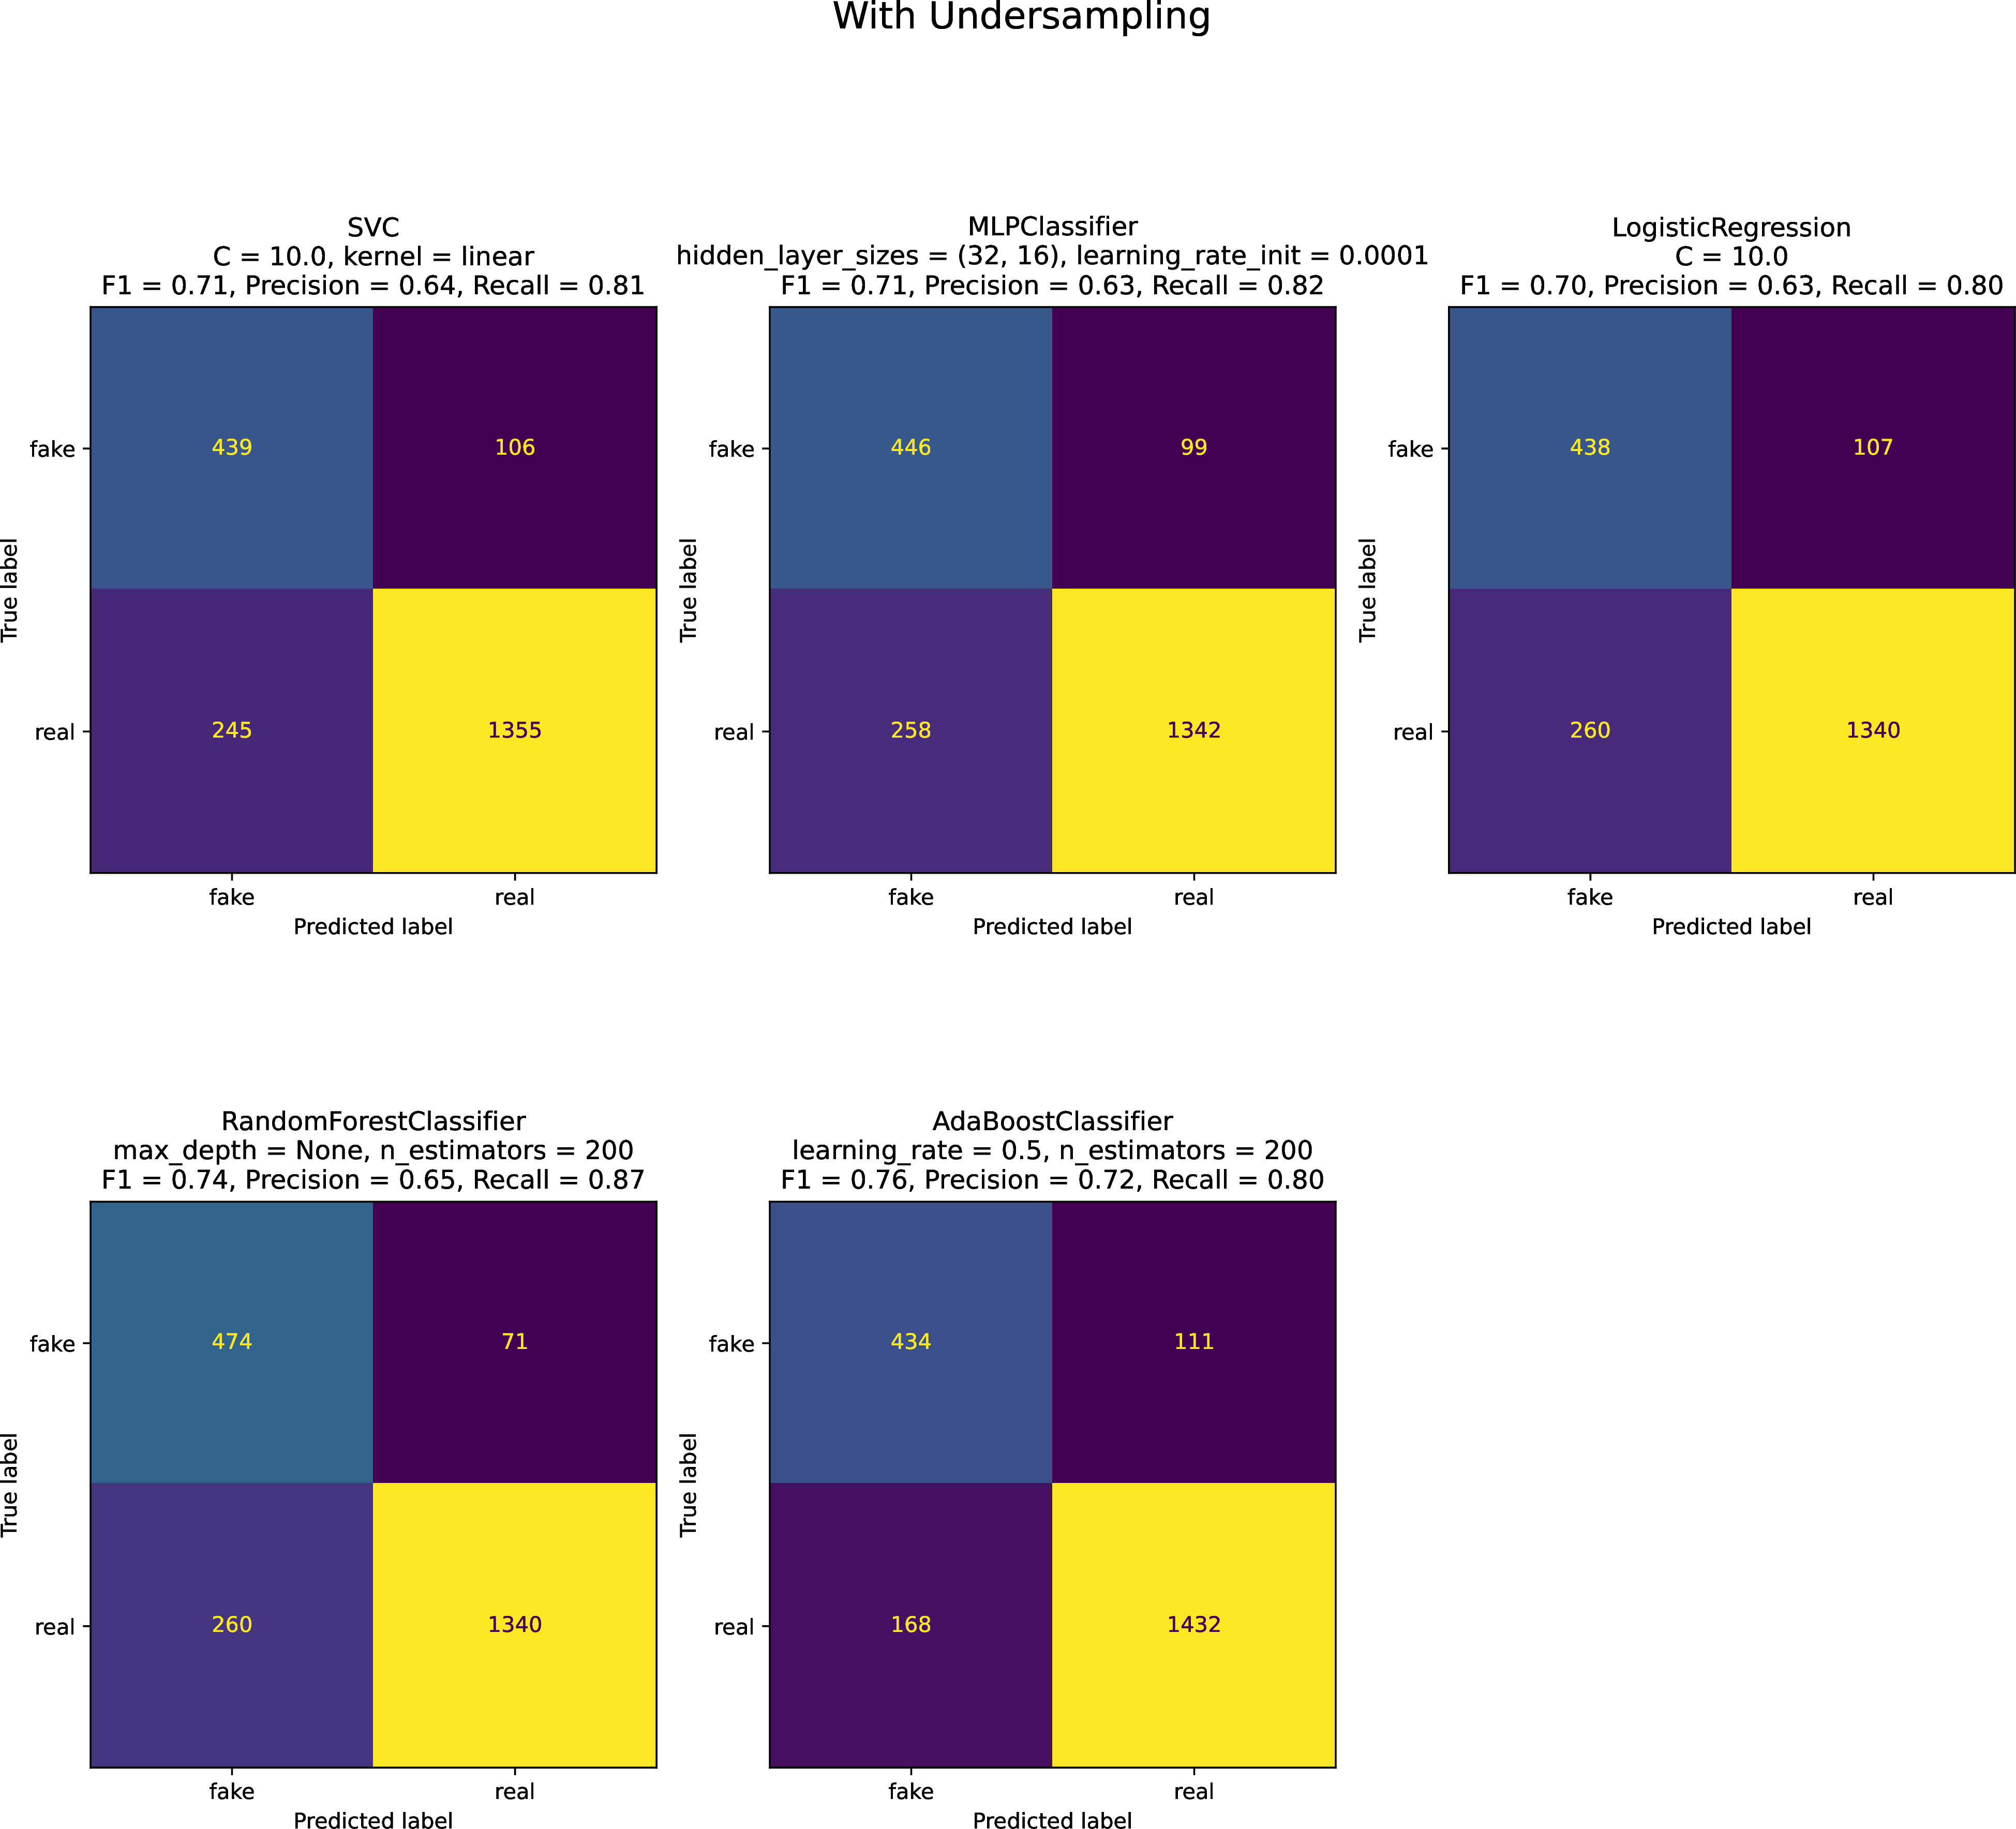 With Undersampling
SVC
C = 10.0, kernel = linear
F1 = 0.71, Precision = 0.64, Recall = 0.81
fake
439
106
True label
real
245
1355
fake
real
Predicted label
MLPClassifier
hidden_layer_sizes = (32, 16), learning_rate_init = 0.0001
F1 = 0.71, Precision = 0.63, Recall = 0.82
fake
446
99
True label
real
258
1342
fake
real
Predicted label
LogisticRegression
C = 10.0
F1 = 0.70, Precision = 0.63, Recall = 0.80
fake
438
107
True label
real
260
1340
fake
real
Predicted label
RandomForestClassifier
max_depth = None, n_estimators = 200
F1 = 0.74, Precision = 0.65, Recall = 0.87
fake
474
71
True label
real
260
1340
fake
real
Predicted label
AdaBoostClassifier
learning_rate = 0.5, n_estimators = 200
F1 = 0.76, Precision = 0.72, Recall = 0.80
fake
434
111
True label
real
168
1432
fake
real
Predicted label